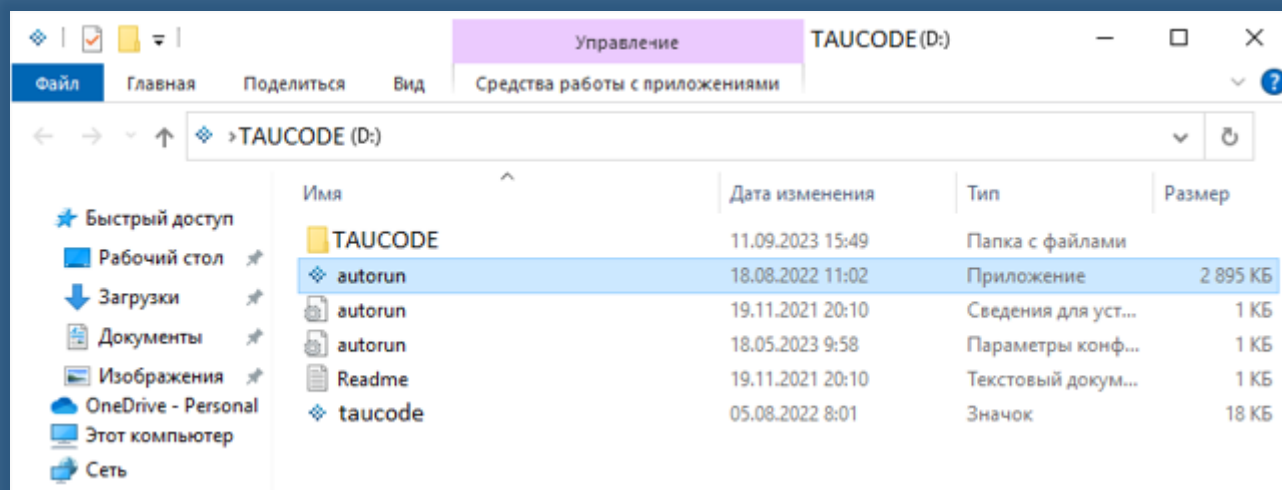 Управление TAUCODE (D:)
Файл Главная Поделиться Вид Средства работы с приложениями ?
›TAUCODE (D:)
Имя Дата изменения Тип Размер
Быстрый доступ
Рабочий стол
Загрузки
Документы
Изображения
OneDrive - Personal
Этот компьютер
Сеть
TAUCODE 11.09.2023 15:49 Папка с файлами
autorun 18.08.2022 11:02 Приложение 2 895 КБ
autorun 19.11.2021 20:10 Сведения для уст... 1 КБ
autorun 18.05.2023 9:58 Параметры конф... 1 КБ
Readme 19.11.2021 20:10 Текстовый докум... 1 КБ
taucode 05.08.2022 8:01 Значок 18 КБ